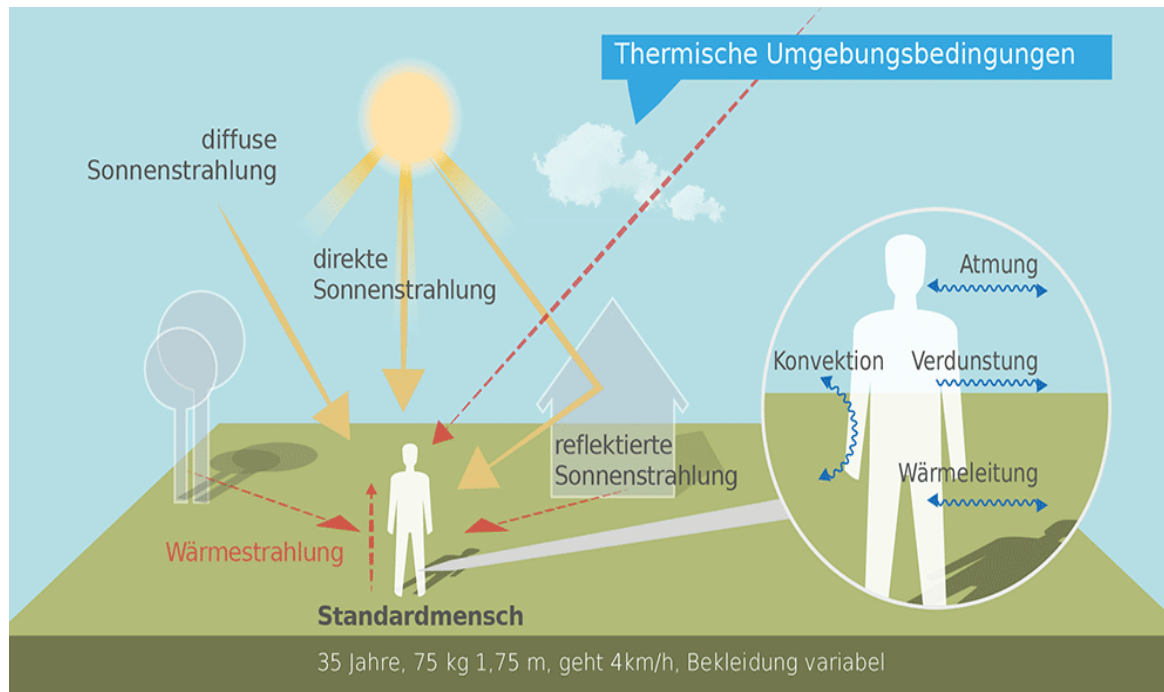 Thermische Umgebungsbedingungen
diffuse
Sonnenstrahlung
direkte
Sonnenstrahlung
Atmung
Konvektion
Verdunstung
reflektierte
Sonnenstrahlung
Wärmeleitung
Wärmestrahlung
Standardmensch
35 Jahre, 75 kg 1,75 m, geht 4km/h, Bekleidung variabel